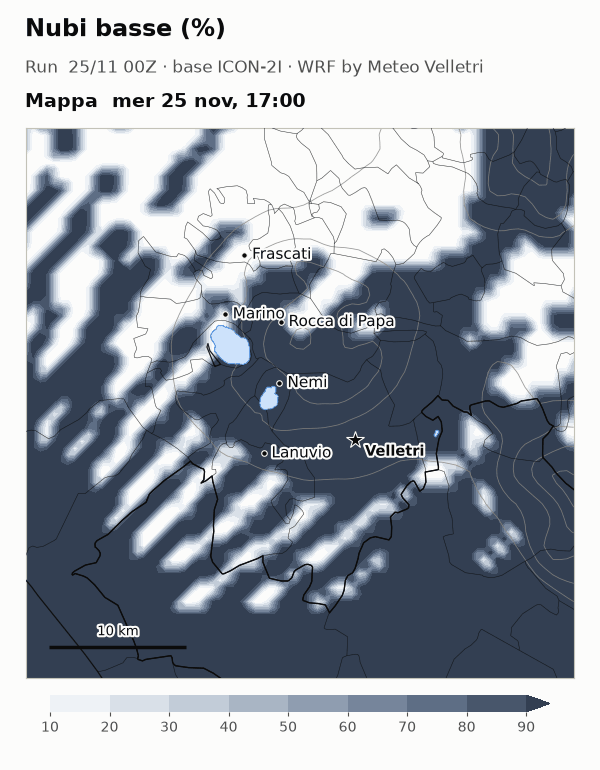 Nubi basse (%)
Run  25/11 00Z · base ICON-2I · WRF by Meteo Velletri
Mappa  mer 25 nov, 17:00
Frascati
Marino
Rocca di Papa
Nemi
Velletri
Lanuvio
10 km
10 20 30 40 50 60 70 80 90